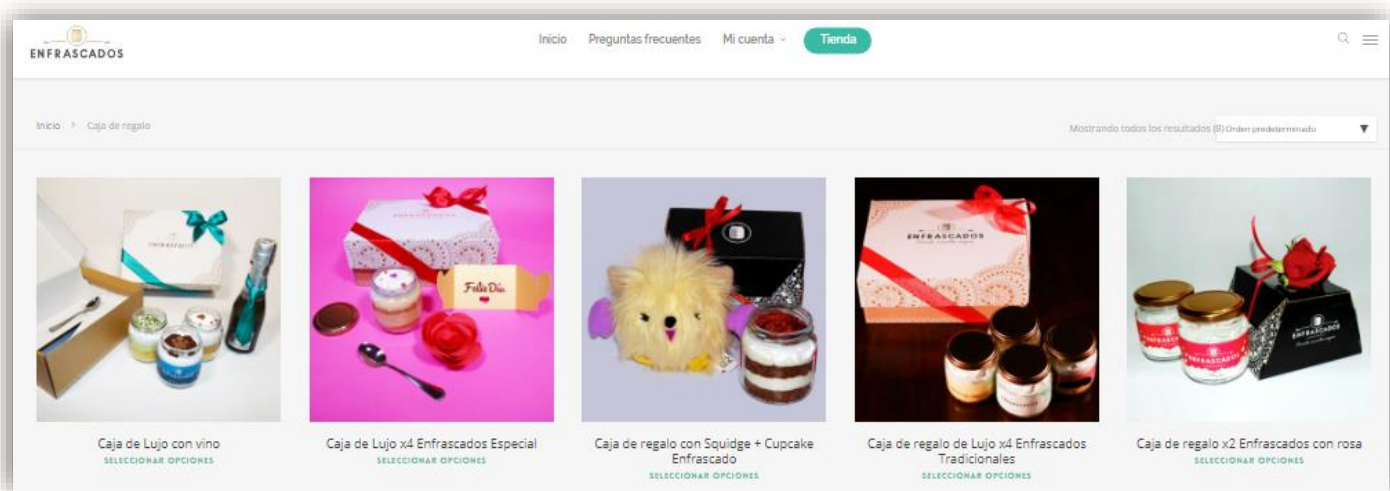 ENFRASCADOS
Inicio Preguntas frecuentes Mi cuenta Tienda
Inicio > Caja de regalo
Mostrando todos los resultados (8) Orden predeterminado
ENFRASCADOS
Feliz Día
ENFRASCADOS
ENFRASCADOS
ENFRASCADOS
Caja de Lujo con vino
SELECCIONAR OPCIONES
Caja de Lujo x4 Enfrascados Especial
SELECCIONAR OPCIONES
Caja de regalo con Squidge + Cupcake
Enfrascado
SELECCIONAR OPCIONES
Caja de regalo de Lujo x4 Enfrascados
Tradicionales
SELECCIONAR OPCIONES
Caja de regalo x2 Enfrascados con rosa
SELECCIONAR OPCIONES